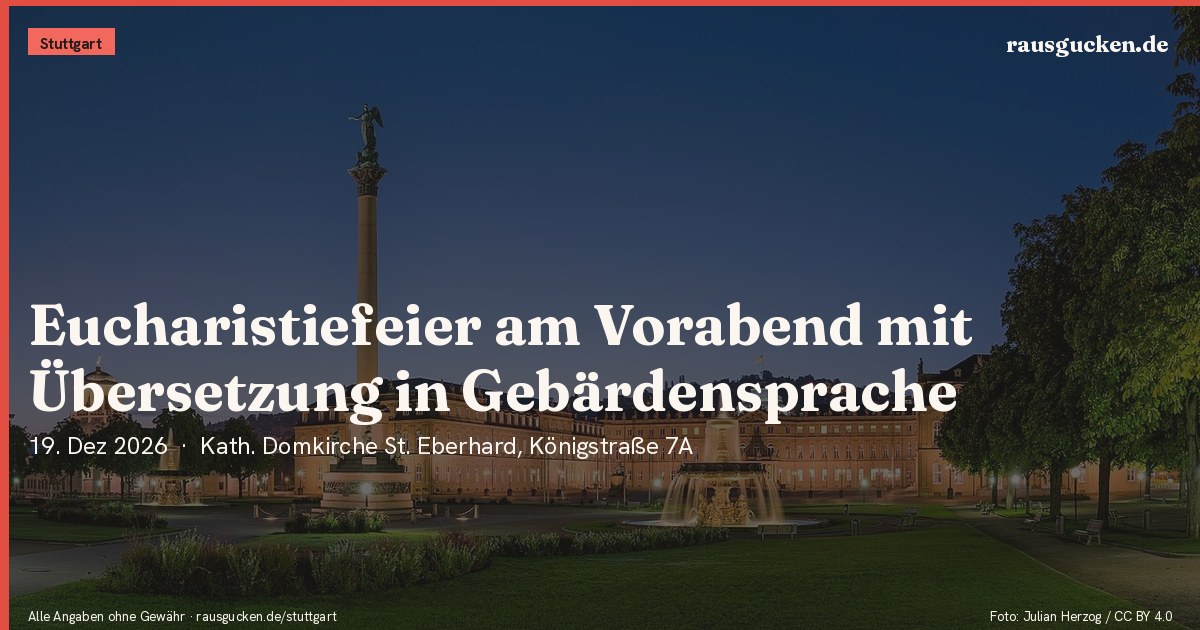 Stuttgart
rausgucken.de
Eucharistiefeier am Vorabend mit
Übersetzung in Gebärdensprache
19. Dez 2026 · Kath. Domkirche St. Eberhard, Königstraße 7A
Alle Angaben ohne Gewähr · rausgucken.de/stuttgart
Foto: Julian Herzog / CC BY 4.0